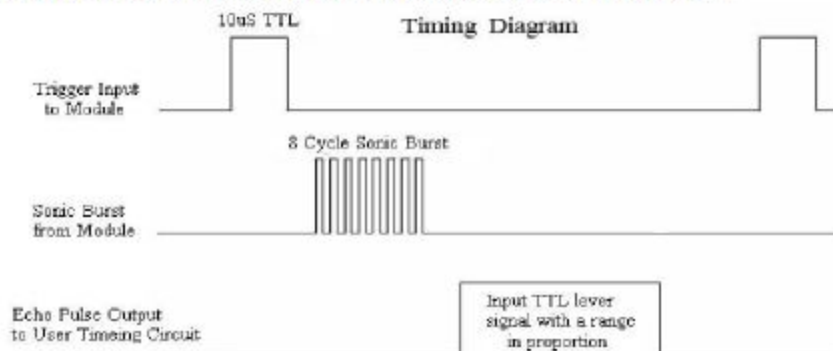 10uS TTL
Timing Diagram
Trigger Input
to Module
8 Cycle Sonic Burst
Sonic Burst
from Module
Echo Pulse Output
to User Timeing Circuit
Input TTL lever
signal with a range
in proportion